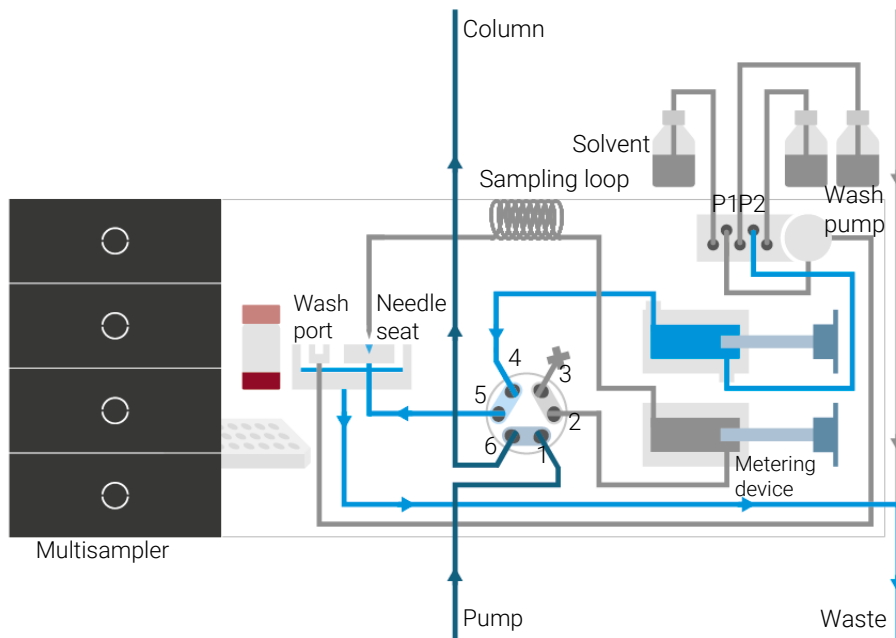 Column
Solvent
Sampling loop
P1P2
Wash
pump
Wash
port
Needle
seat
4
3
5
2
6
1
Metering
device
Multisampler
Pump
Waste